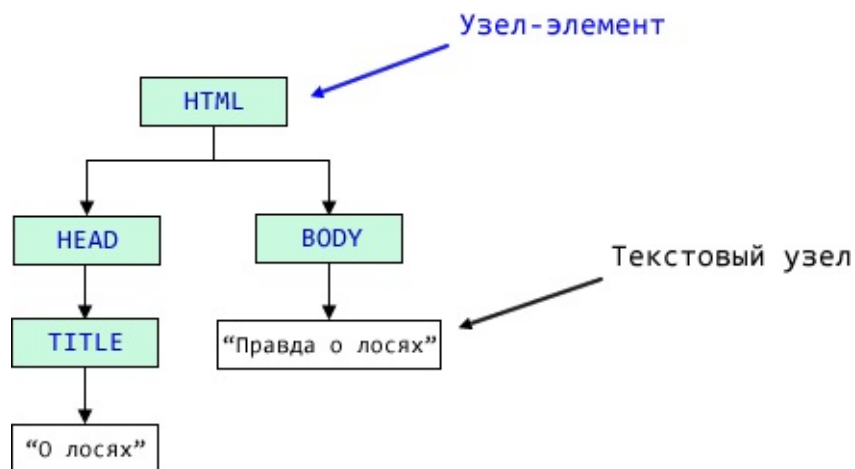 Узел-элемент
HTML
HEAD
BODY
Текстовый узел
TITLE
“Правда о лосях”
“О лосях”